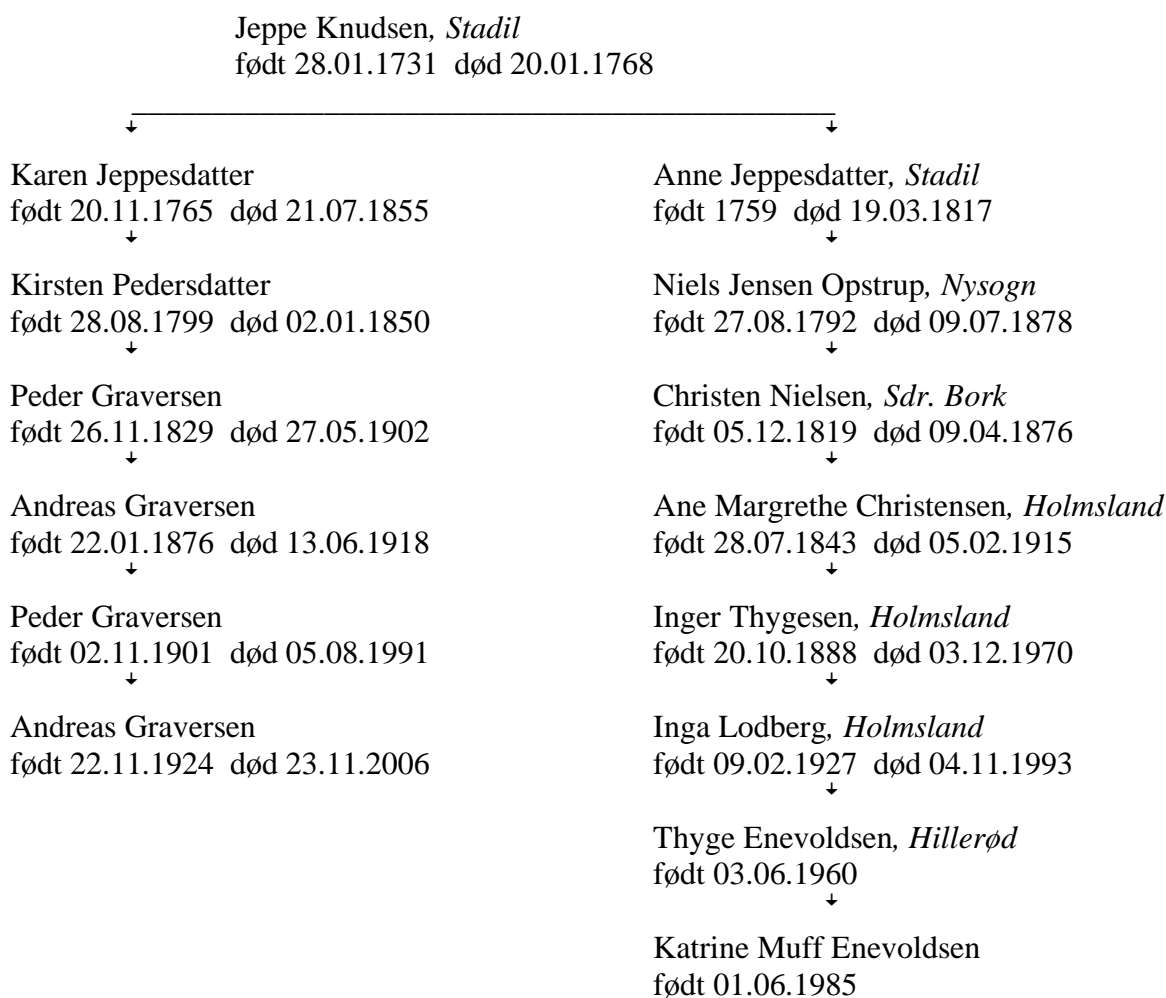 Jeppe Knudsen, Stadil
født 28.01.1731 død 20.01.1768
Karen Jeppesdatter
født 20.11.1765 død 21.07.1855
Kirsten Pedersdatter
født 28.08.1799 død 02.01.1850
Peder Graversen
født 26.11.1829 død 27.05.1902
Andreas Graversen
født 22.01.1876 død 13.06.1918
Peder Graversen
født 02.11.1901 død 05.08.1991
Andreas Graversen
født 22.11.1924 død 23.11.2006
Anne Jeppesdatter, Stadil
født 1759 død 19.03.1817
Niels Jensen Opstrup, Nysogn
født 27.08.1792 død 09.07.1878
Christen Nielsen, Sdr. Bork
født 05.12.1819 død 09.04.1876
Ane Margrethe Christensen, Holmsland
født 28.07.1843 død 05.02.1915
Inger Thygesen, Holmsland
født 20.10.1888 død 03.12.1970
Inga Lodberg, Holmsland
født 09.02.1927 død 04.11.1993
Thyge Enevoldsen, Hillerød
født 03.06.1960
Katrine Muff Enevoldsen
født 01.06.1985